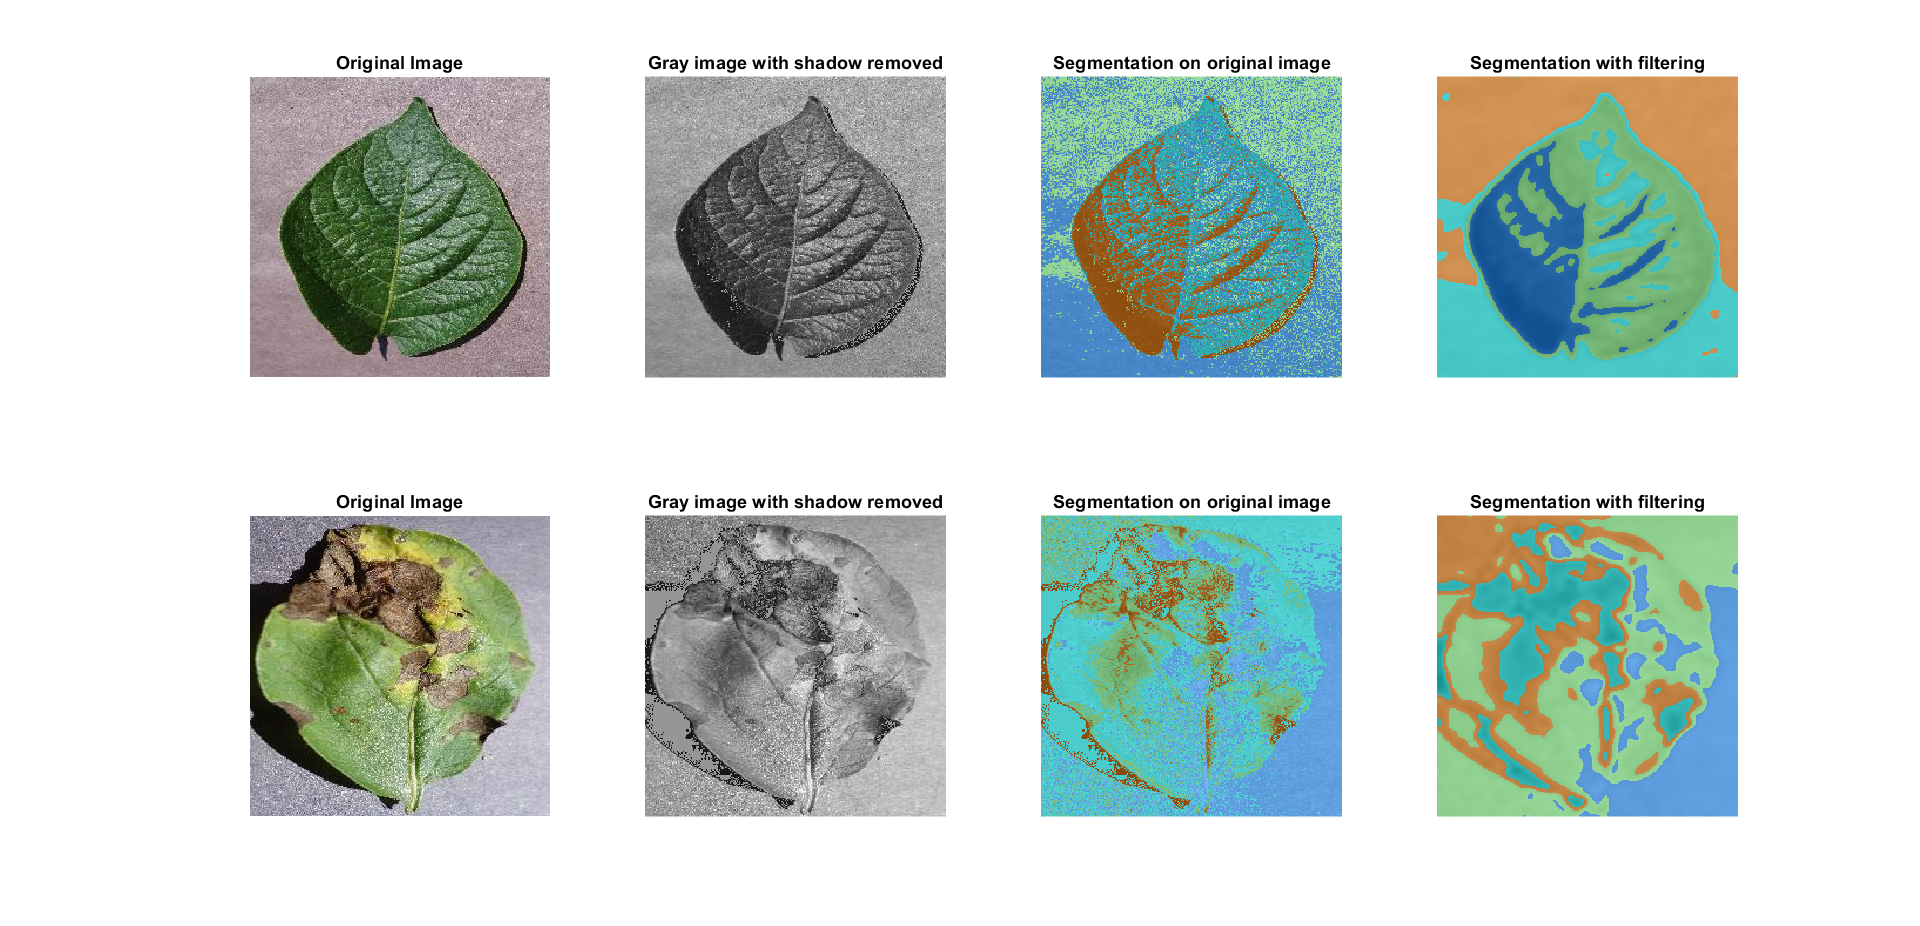 Original Image
Gray image with shadow removed
Segmentation on original image
Segmentation with filtering
Original Image
Gray image with shadow removed
Segmentation on original image
Segmentation with filtering